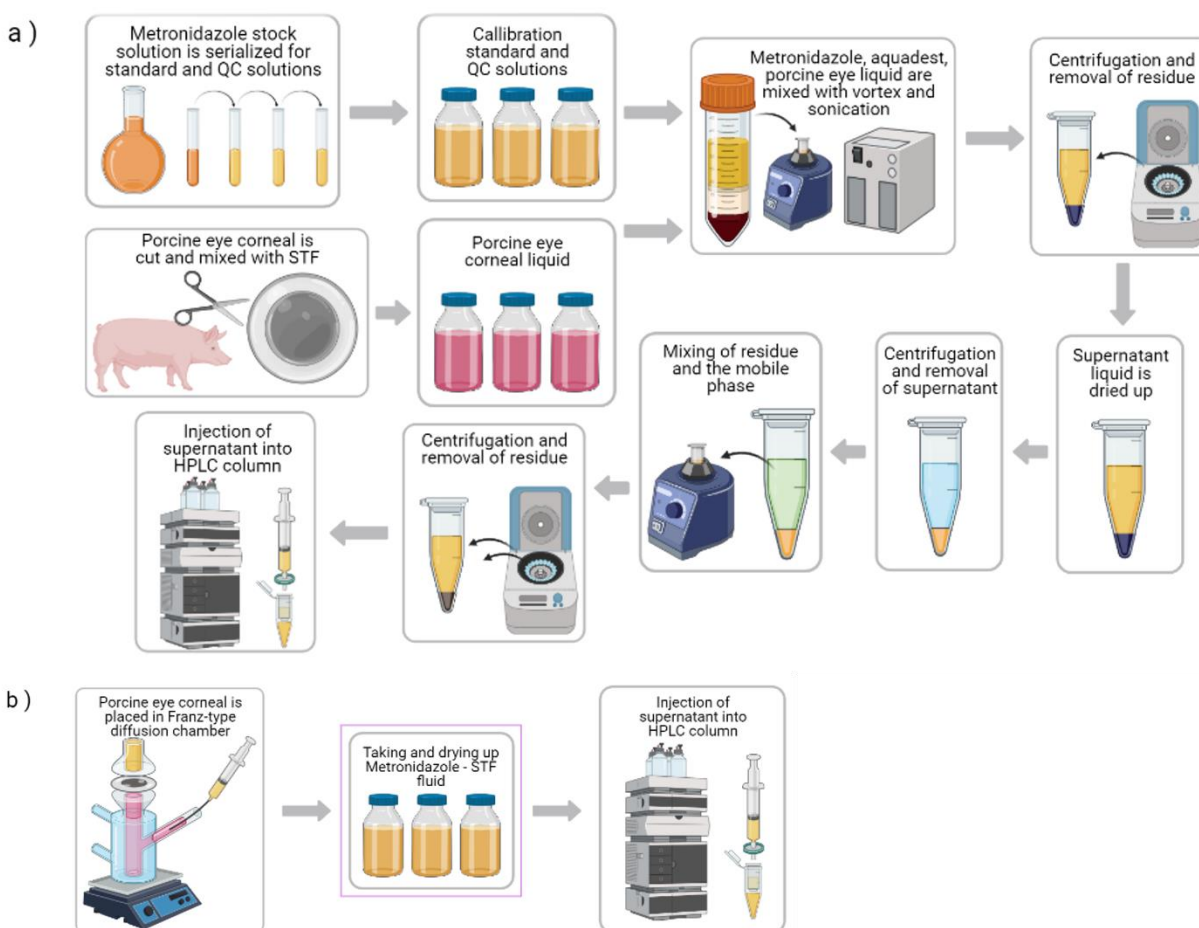 a )
Metronidazole stock
solution is serialized for
standard and QC solutions
Callibration
standard and
QC solutions
Metronidazole, aquadest,
porcine eye liquid are
mixed with vortex and
sonication
Centrifugation and
removal of residue
Porcine eye corneal is
cut and mixed with STF
Porcine eye
corneal liquid
Supernatant
liquid is
dried up
Centrifugation
and removal
of supernatant
Mixing of residue
and the mobile
phase
Centrifugation and
removal of residue
Injection of
supernatant into
HPLC column
b )
Porcine eye corneal is
placed in Franz-type
diffusion chamber
Taking and drying up
Metronidazole - STF
fluid
Injection of
supernatant into
HPLC column